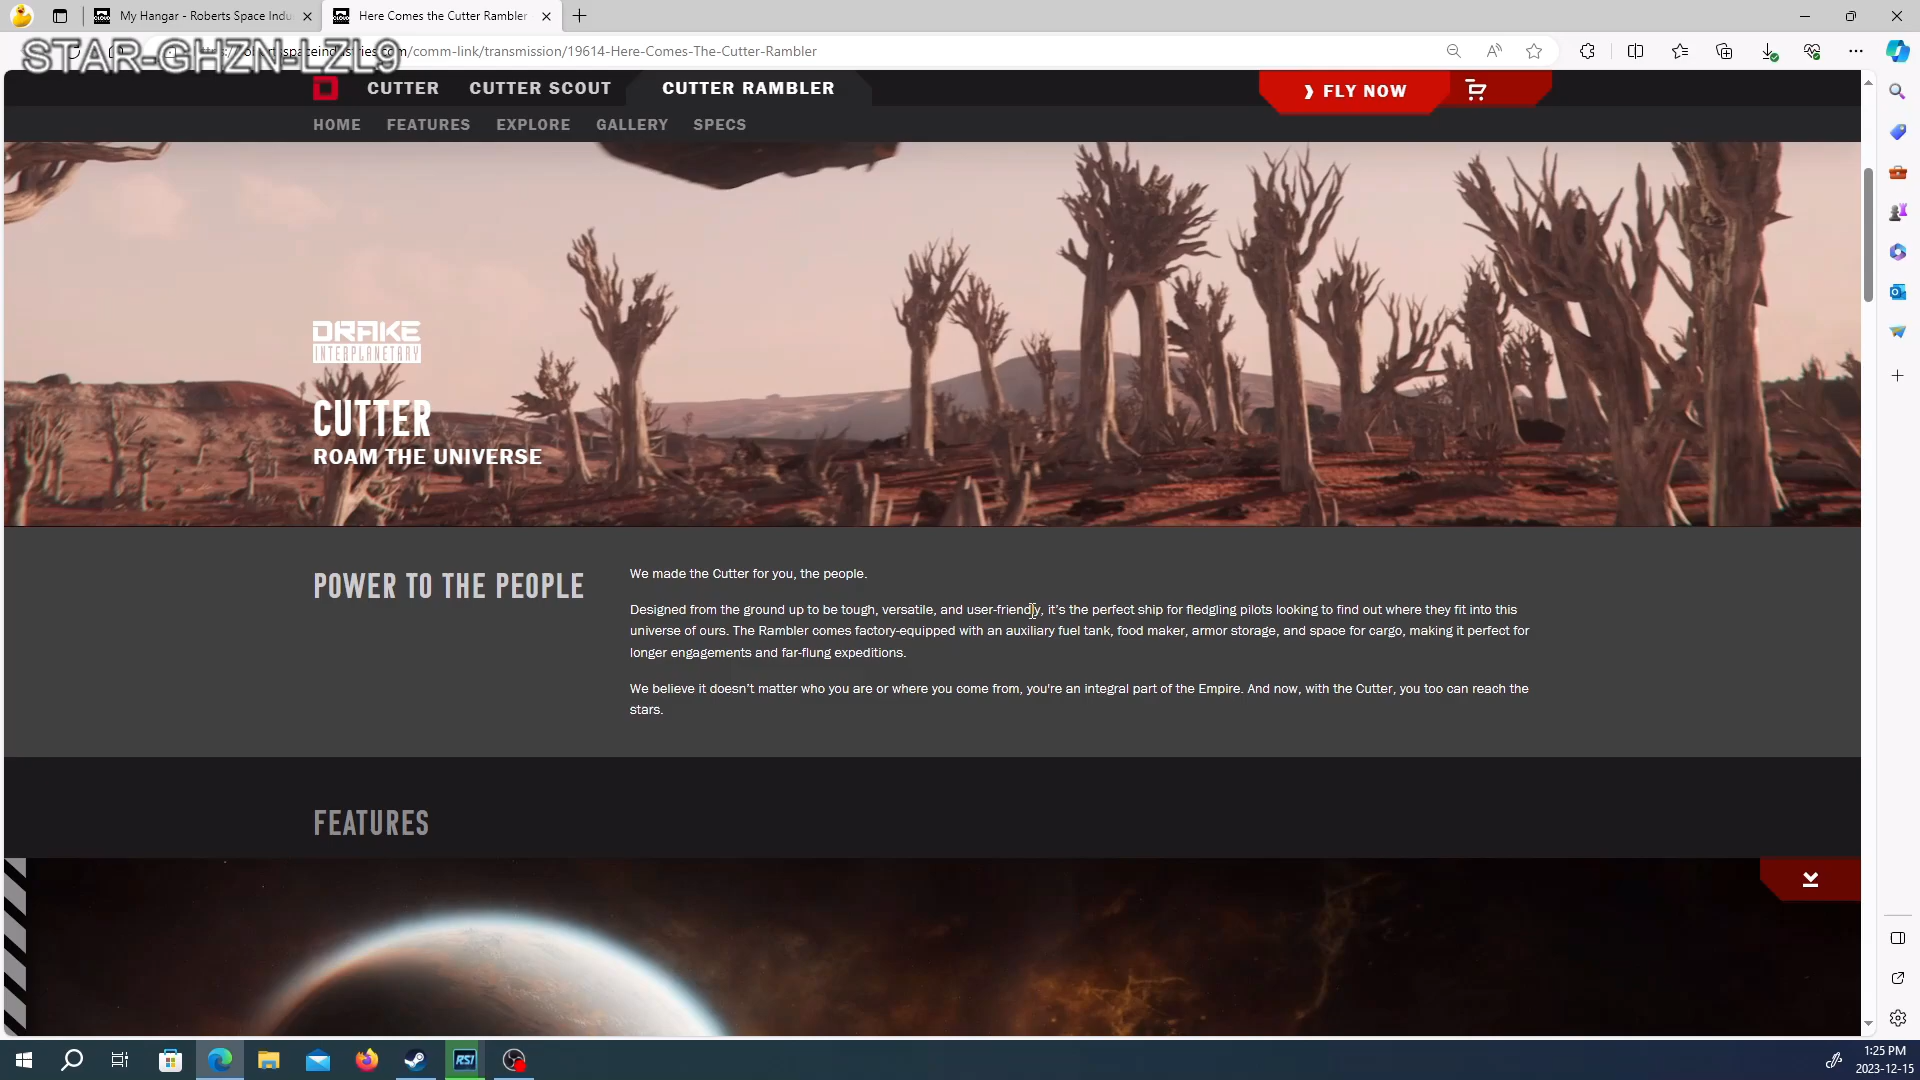 My Hangar - Roberts Space Indu
Here Comes the Cutter Rambler
STAR-GHZN-LZL9
/comm-link/transmission/19614-Here-Comes-The-Cutter-Rambler
CUTTER
CUTTER SCOUT
CUTTER RAMBLER
FLY NOW
HOME
FEATURES
EXPLORE
GALLERY
SPECS
DRAKE
INTERPLANETARY
CUTTER
ROAM THE UNIVERSE
POWER TO THE PEOPLE
We made the Cutter for you, the people.
Designed from the ground up to be tough, versatile, and user-friendly, it’s the perfect ship for fledgling pilots looking to find out where they fit into this
universe of ours. The Rambler comes factory-equipped with an auxiliary fuel tank, food maker, armor storage, and space for cargo, making it perfect for
longer engagements and far-flung expeditions.
We believe it doesn’t matter who you are or where you come from, you're an integral part of the Empire. And now, with the Cutter, you too can reach the
stars.
FEATURES
RSI
1:25 PM
2023-12-15